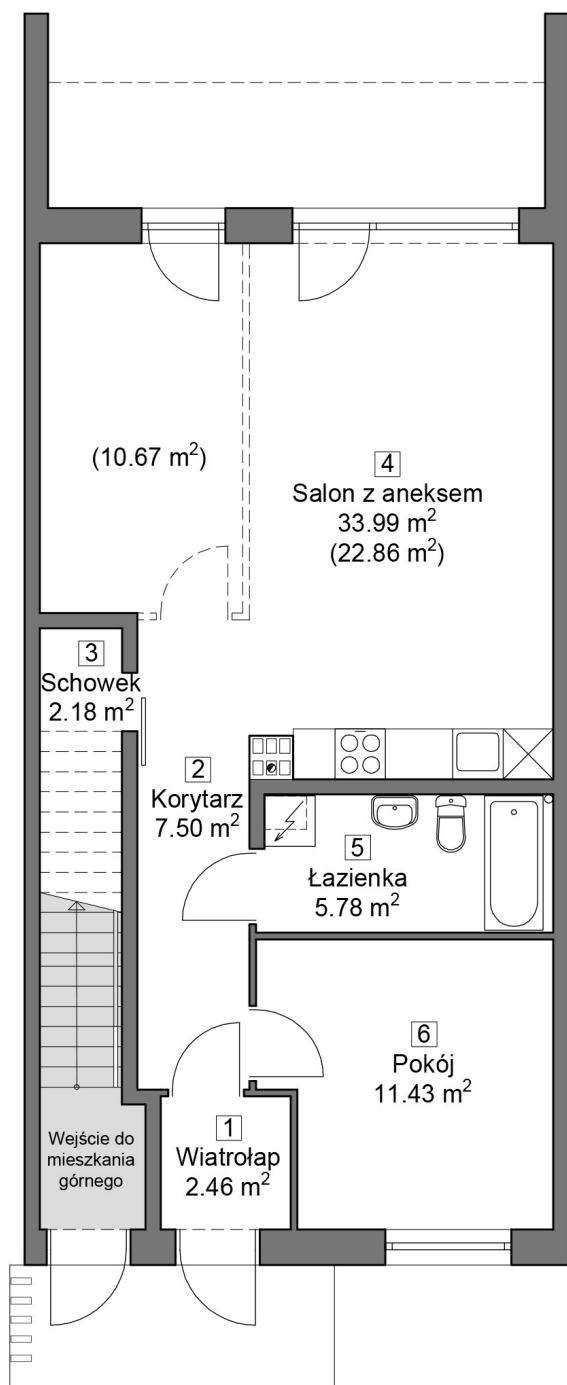 (10.67 m²)
4
Salon z aneksem
33.99 m²
(22.86 m²)
3
Schowek
2.18 m²
2
Korytarz
7.50 m²
5
Łazienka
5.78 m²
6
Pokój
11.43 m²
1
Wiatrołap
2.46 m²
Wejście do
mieszkania
górnego